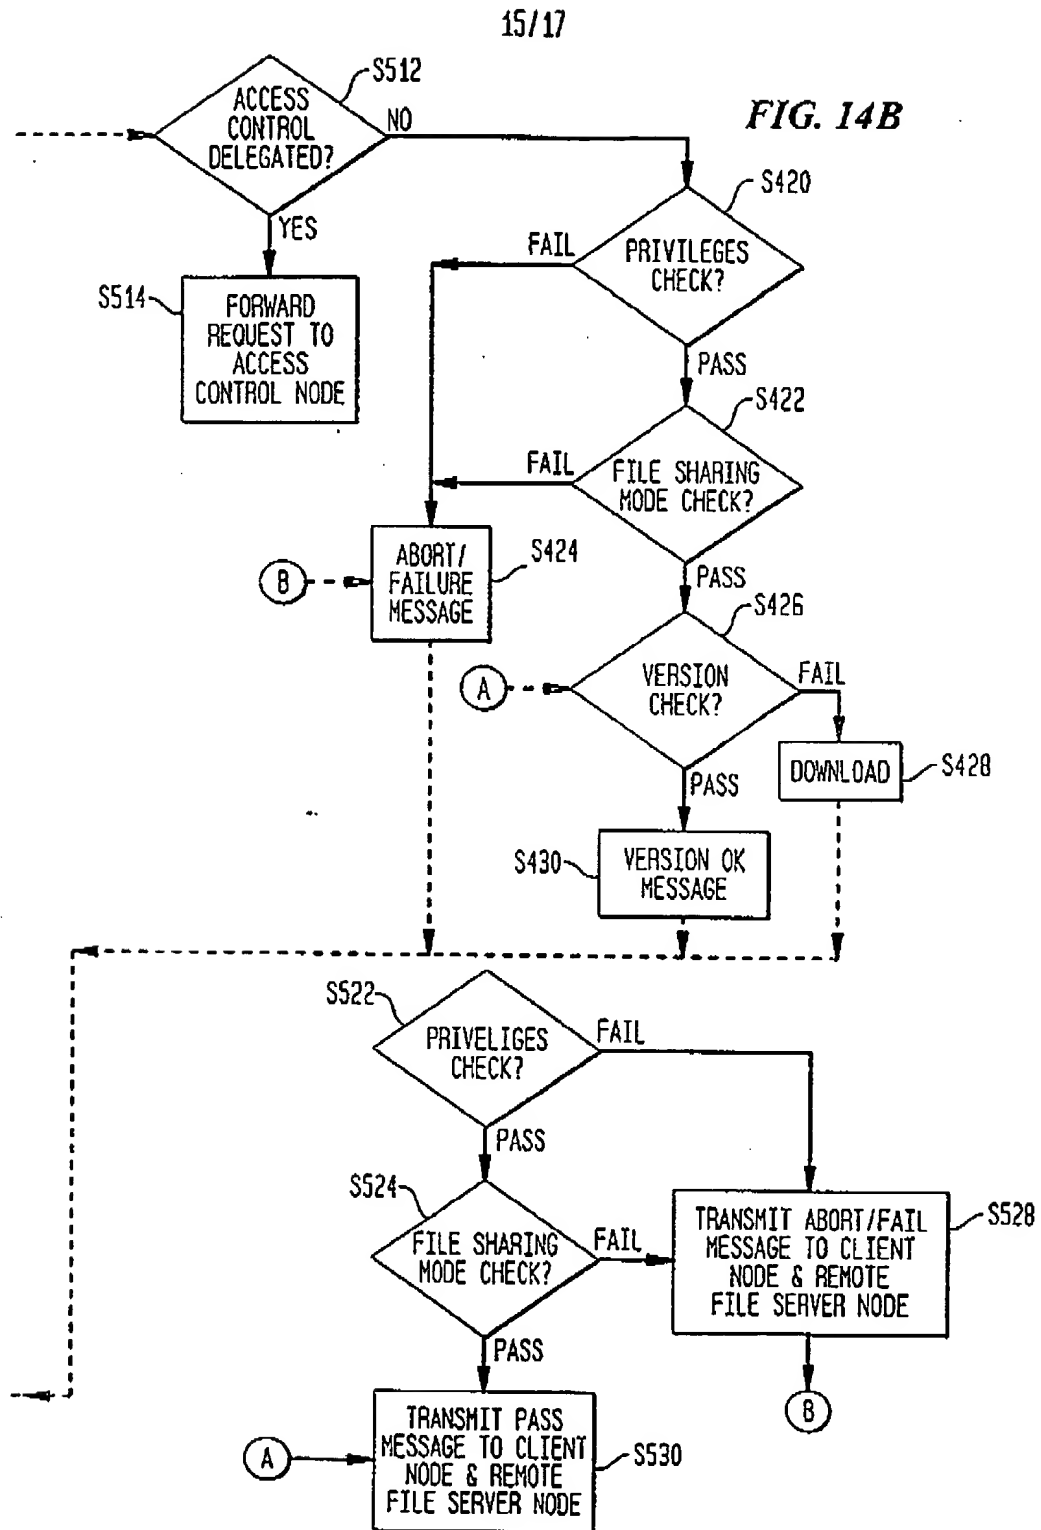 15/17
FIG. 14B
S512
ACCESS
CONTROL
DELEGATED?
NO
YES
S514
FORWARD
REQUEST TO
ACCESS
CONTROL NODE
S420
PRIVILEGES
CHECK?
FAIL
PASS
S422
FILE SHARING
MODE CHECK?
FAIL
PASS
B
ABORT/
FAILURE
MESSAGE
S424
S426
A
VERSION
CHECK?
FAIL
PASS
DOWNLOAD
S428
S430
VERSION OK
MESSAGE
S522
PRIVELIGES
CHECK?
FAIL
PASS
S524
FILE SHARING
MODE CHECK?
FAIL
PASS
TRANSMIT ABORT/FAIL
MESSAGE TO CLIENT
NODE & REMOTE
FILE SERVER NODE
S528
B
A
TRANSMIT PASS
MESSAGE TO CLIENT
NODE & REMOTE
FILE SERVER NODE
S530